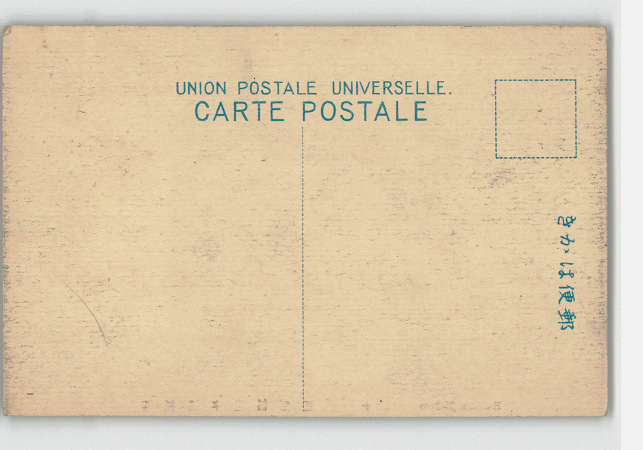 UNION POSTALE UNIVERSELLE.
CARTE POSTALE
きかは便郵